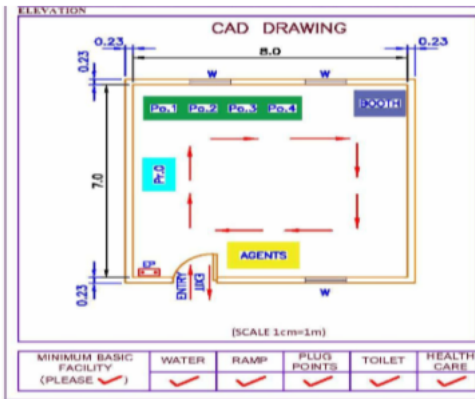 ELEVATION
CAD DRAWING
0.23
8.0
0.23
0.23
W
W
Po.1 Po.2 Po.3 Po.4
BOOTH
7.0
Pr.O
AGENTS
EP
ENTRY
EXIT
0.23
W
(SCALE 1cm=1m)
MINIMUM BASIC
FACILITY
(PLEASE ✓)
WATER
RAMP
PLUG
POINTS
TOILET
HEALTH
CARE